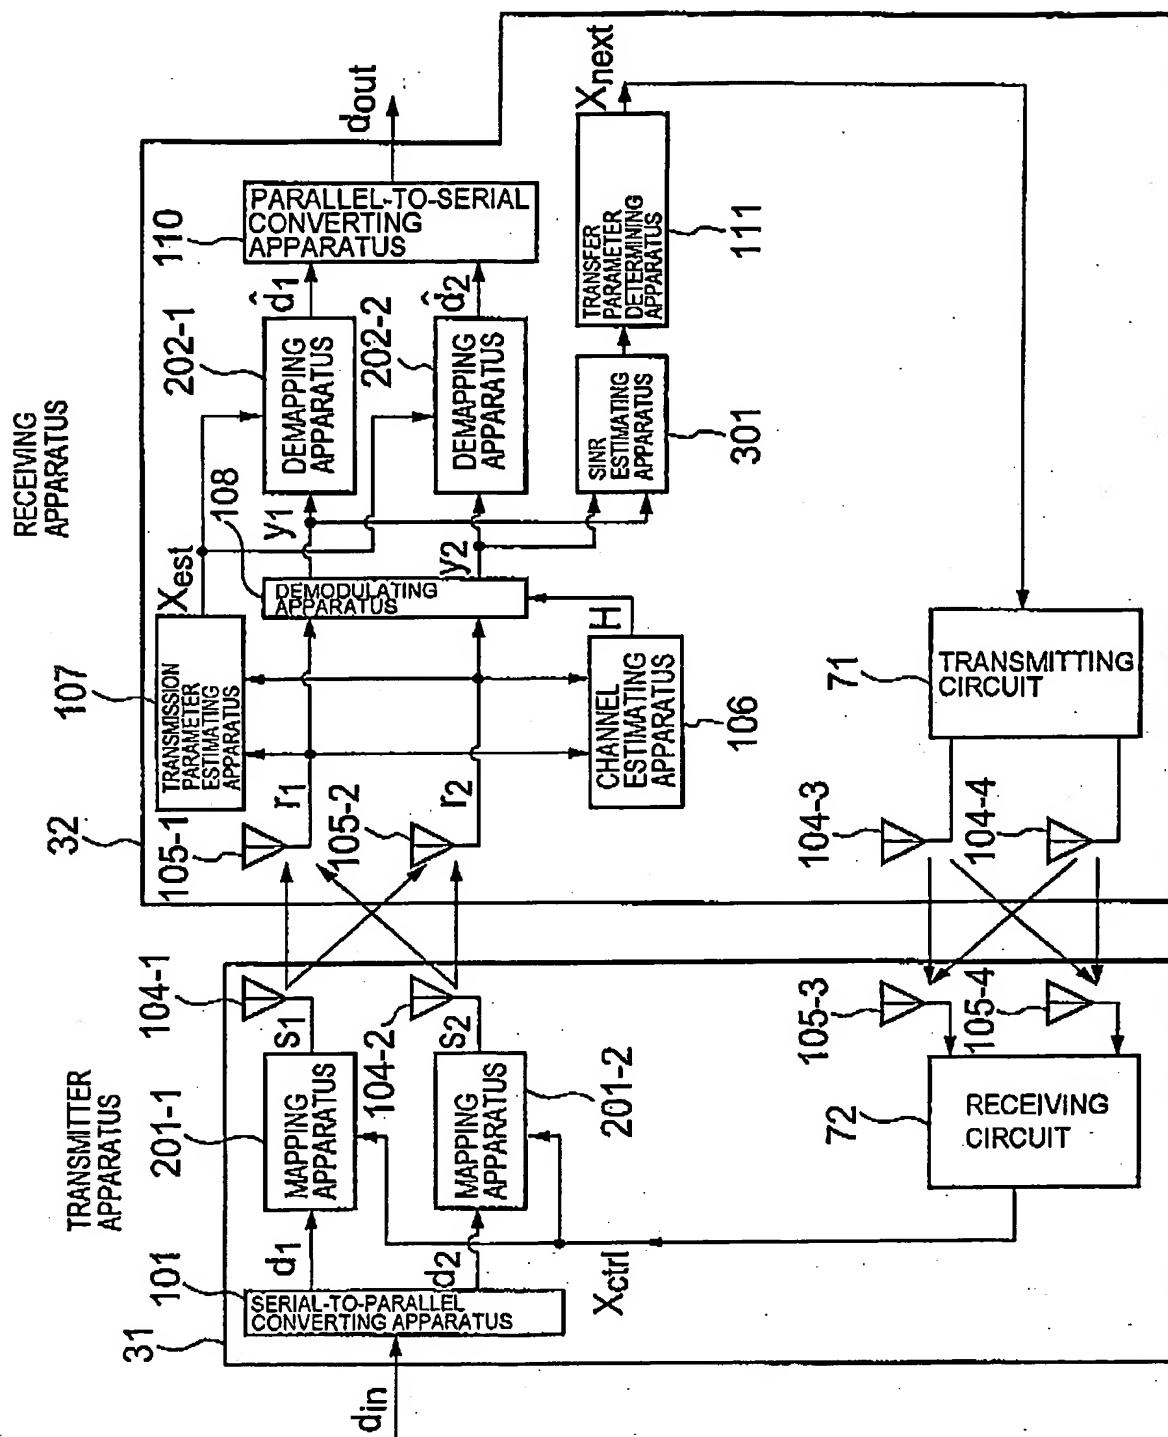 TRANSMITTER
APPARATUS
RECEIVING
APPARATUS
31
32
din
101
SERIAL-TO-PARALLEL
CONVERTING APPARATUS
d1
d2
201-1
MAPPING
APPARATUS
201-2
MAPPING
APPARATUS
Xctrl
s1
s2
104-1
104-2
105-1
105-2
r1
r2
107
TRANSMISSION
PARAMETER
ESTIMATING
APPARATUS
Xest
108
DEMODULATING
APPARATUS
H
CHANNEL
ESTIMATING
APPARATUS
106
y1
y2
202-1
DEMAPPING
APPARATUS
202-2
DEMAPPING
APPARATUS
d̂1
d̂2
110
PARALLEL-TO-SERIAL
CONVERTING
APPARATUS
dout
SINR
ESTIMATING
APPARATUS
301
TRANSFER
PARAMETER
DETERMINING
APPARATUS
111
Xnext
71
TRANSMITTING
CIRCUIT
104-3
104-4
105-3
105-4
72
RECEIVING
CIRCUIT